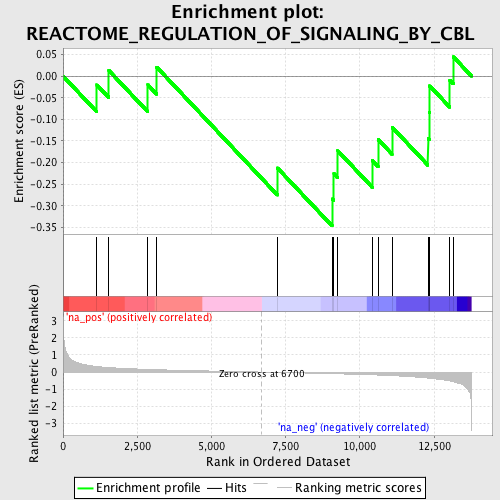 Enrichment plot:
REACTOME_REGULATION_OF_SIGNALING_BY_CBL
Enrichment score (ES)
0.05
0.00
-0.05
-0.10
-0.15
-0.20
-0.25
-0.30
-0.35
'na_pos' (positively correlated)
Ranked list metric (PreRanked)
3
2
1
0
-1
-2
-3
Zero cross at 6700
'na_neg' (negatively correlated)
0
2,500
5,000
7,500
10,000
12,500
Rank in Ordered Dataset
Enrichment profile
Hits
Ranking metric scores